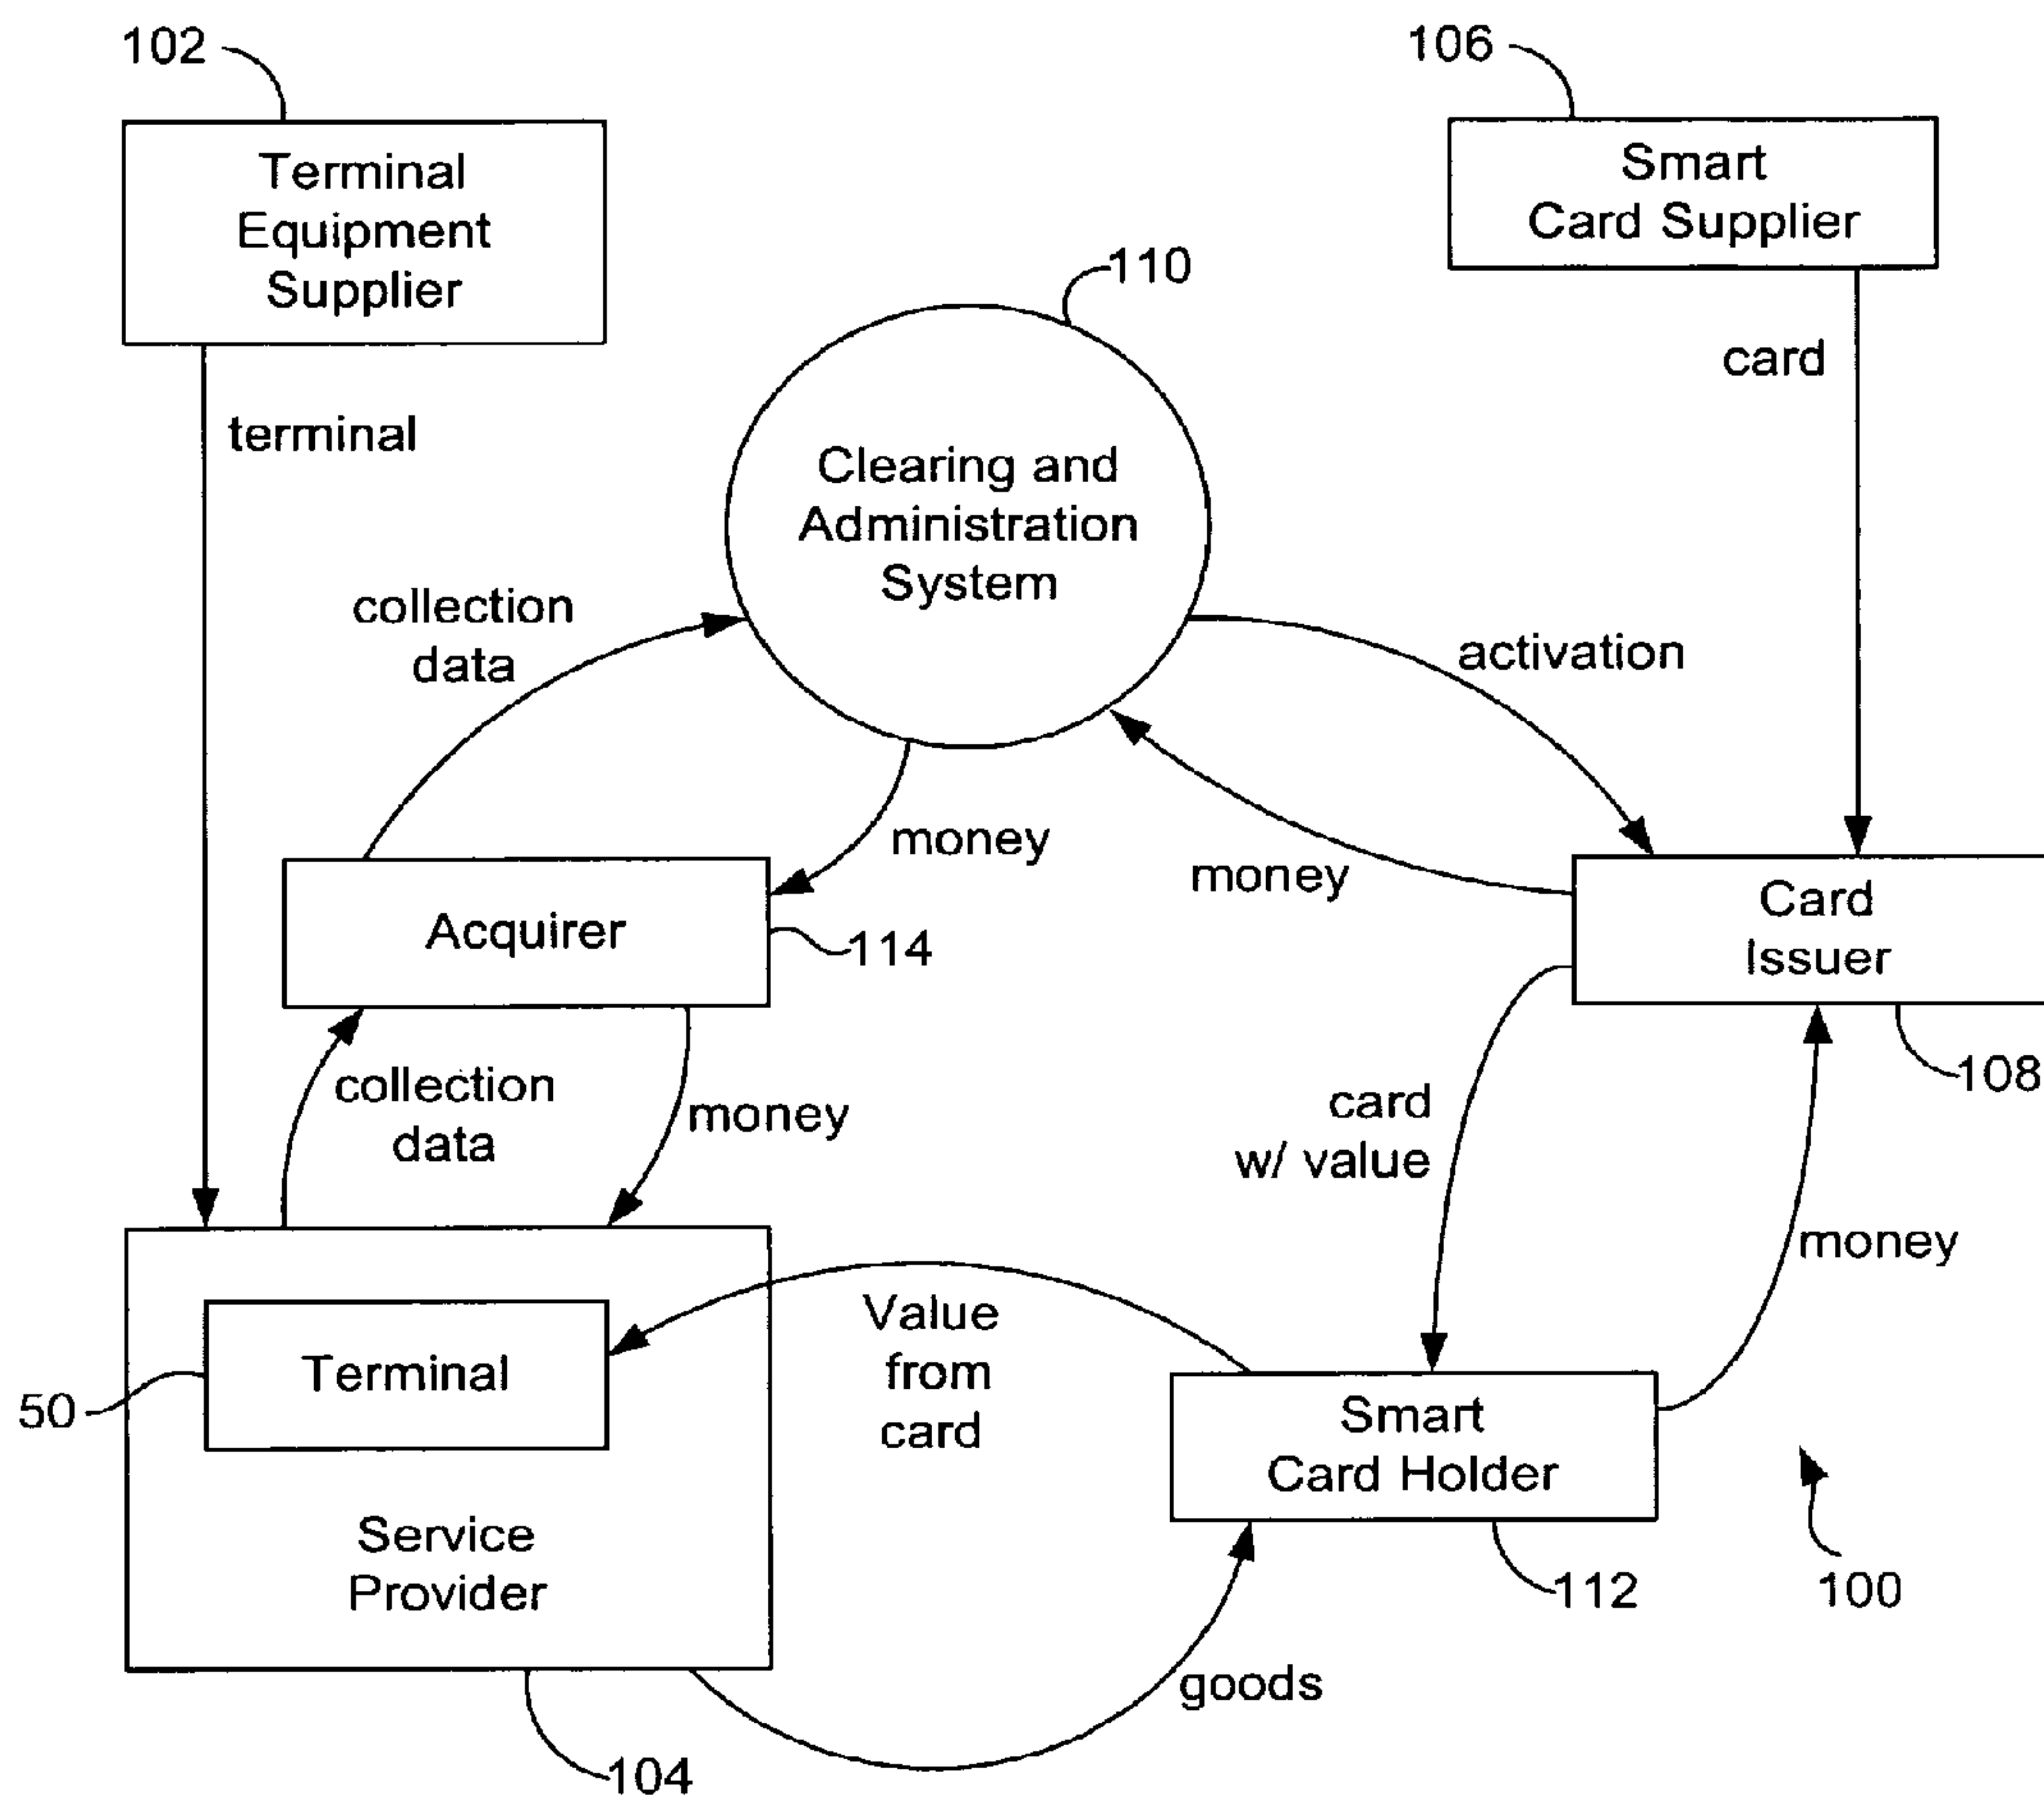 102
106
Terminal
Equipment
Supplier
Smart
Card Supplier
110
card
terminal
Clearing and
Administration
System
collection
data
activation
money
money
Acquirer
114
Card
Issuer
108
collection
data
money
card
w/ value
money
Value
from
card
Terminal
50
Smart
Card Holder
Service
Provider
112
100
goods
104